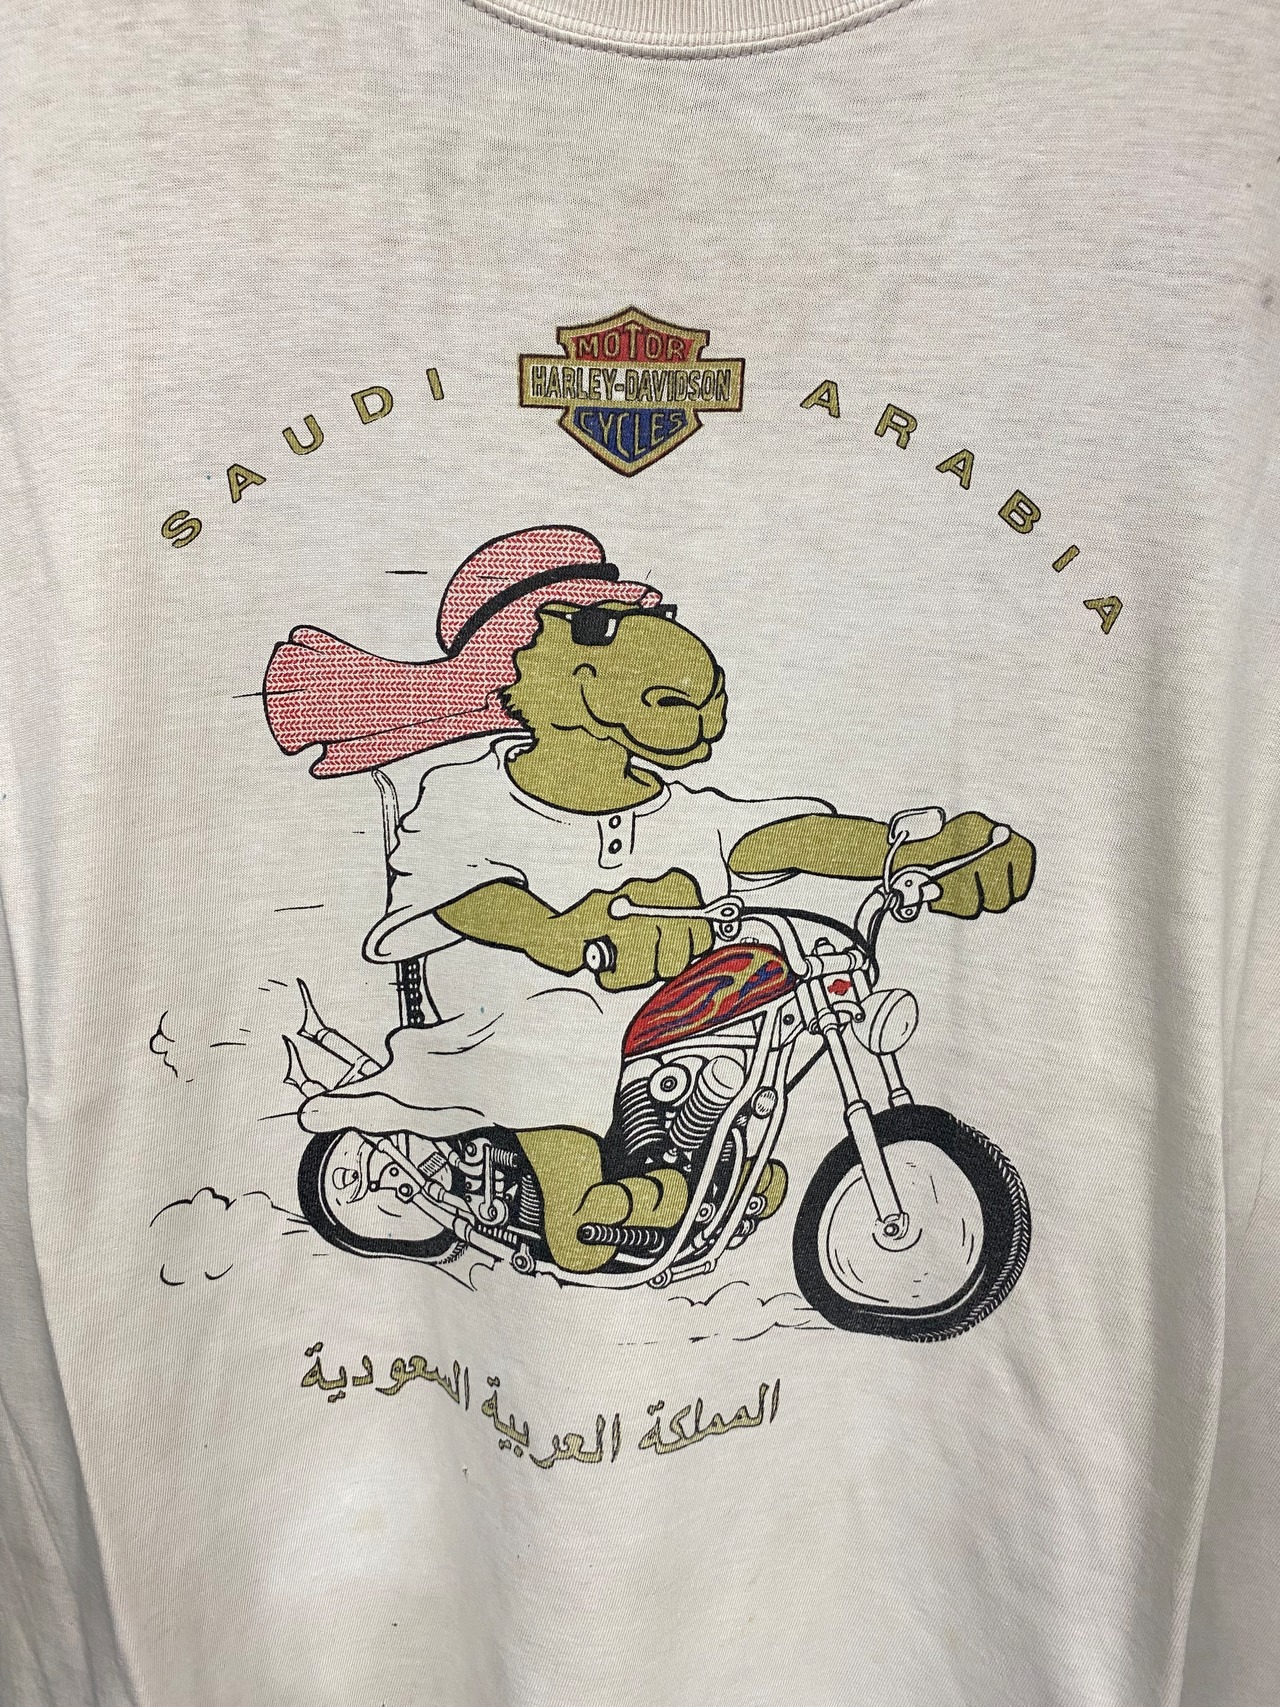 MOTOR
HARLEY-DAVIDSON
CYCLES
SAUDI ARABIA
المملكة العربية السعودية